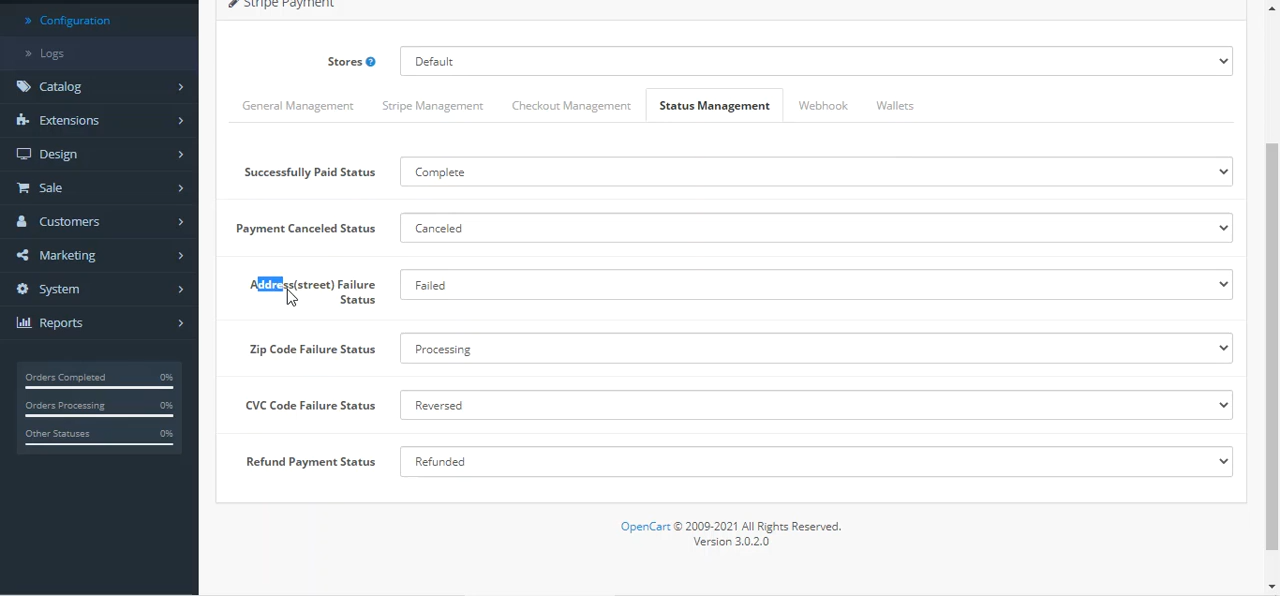 Stripe Payment
» Configuration
» Logs
Catalog
Extensions
Design
Sale
Customers
Marketing
System
Reports
Orders Completed 0%
Orders Processing 0%
Other Statuses 0%
Stores Default
General Management Stripe Management Checkout Management Status Management Webhook Wallets
Successfully Paid Status Complete
Payment Canceled Status Canceled
Address(street) Failure
Status
Failed
Zip Code Failure Status Processing
CVC Code Failure Status Reversed
Refund Payment Status Refunded
OpenCart © 2009-2021 All Rights Reserved.
Version 3.0.2.0